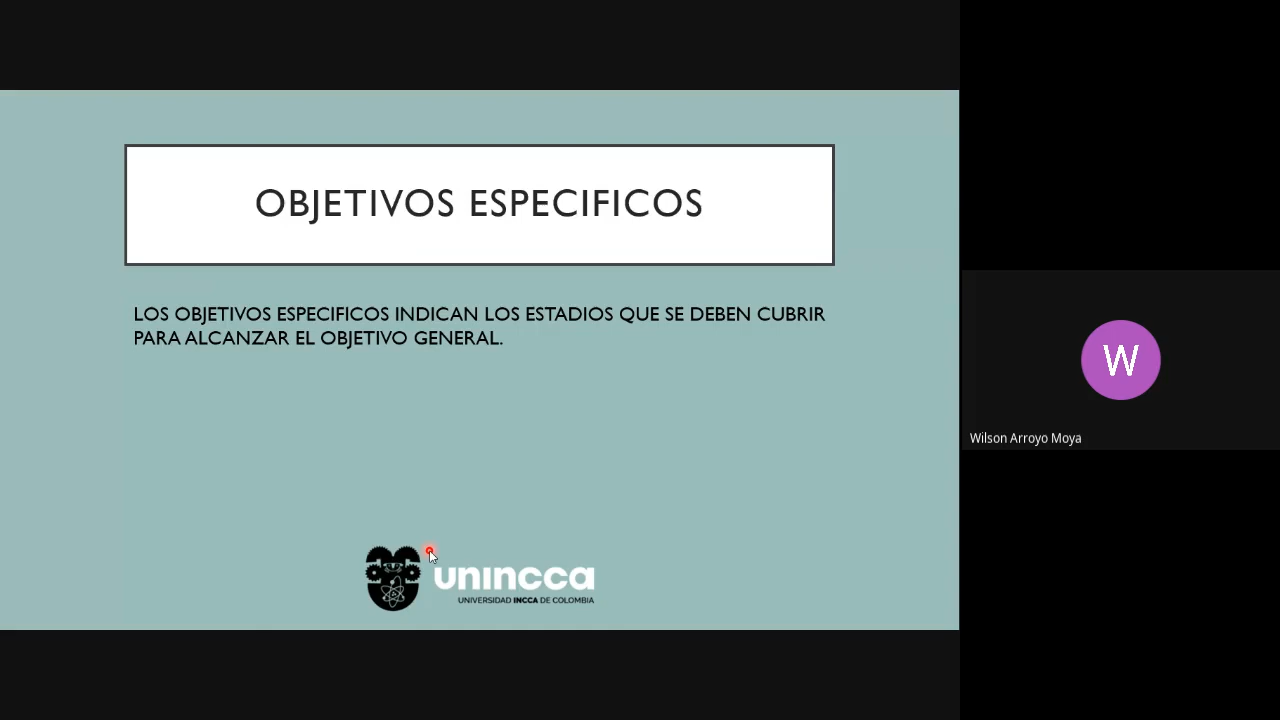 OBJETIVOS ESPECIFICOS
LOS OBJETIVOS ESPECIFICOS INDICAN LOS ESTADIOS QUE SE DEBEN CUBRIR
PARA ALCANZAR EL OBJETIVO GENERAL.
unincca
UNIVERSIDAD INCCA DE COLOMBIA
W
Wilson Arroyo Moya